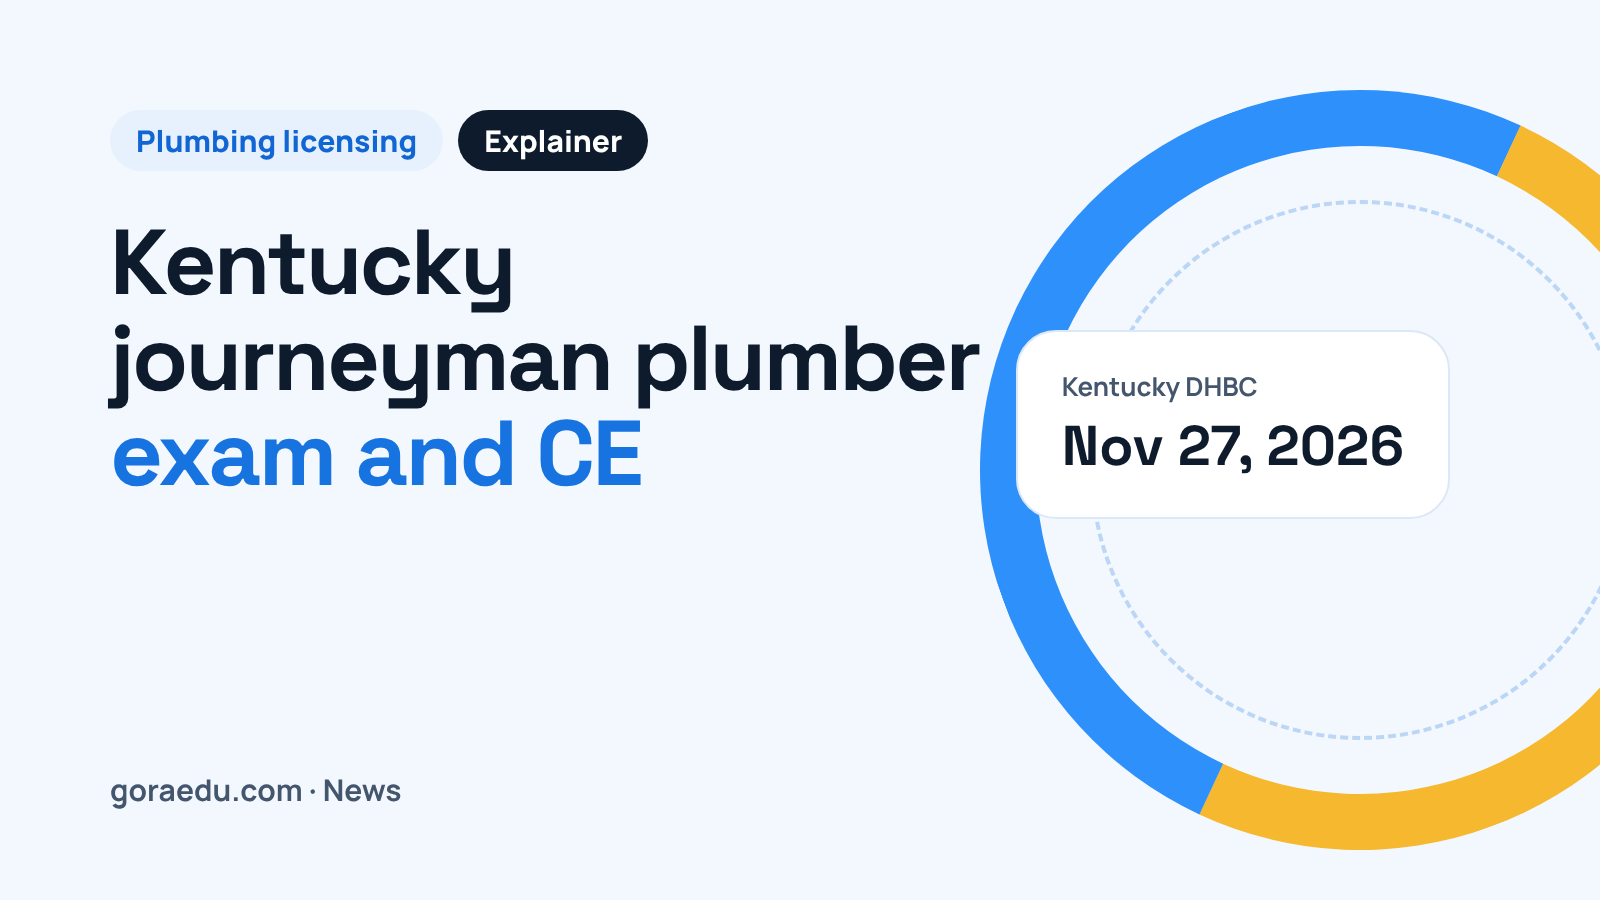 Plumbing licensing
Explainer
Kentucky
journeyman plumber
exam and CE
Kentucky DHBC
Nov 27, 2026
goraedu.com · News